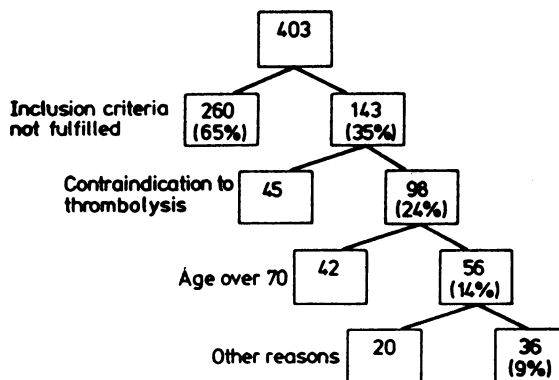 403
Inclusion criteria
not fulfilled
260
(65%)
143
(35%)
Contraindication to
thrombolysis
45
98
(24%)
Age over 70
42
56
(14%)
Other reasons
20
36
(9%)